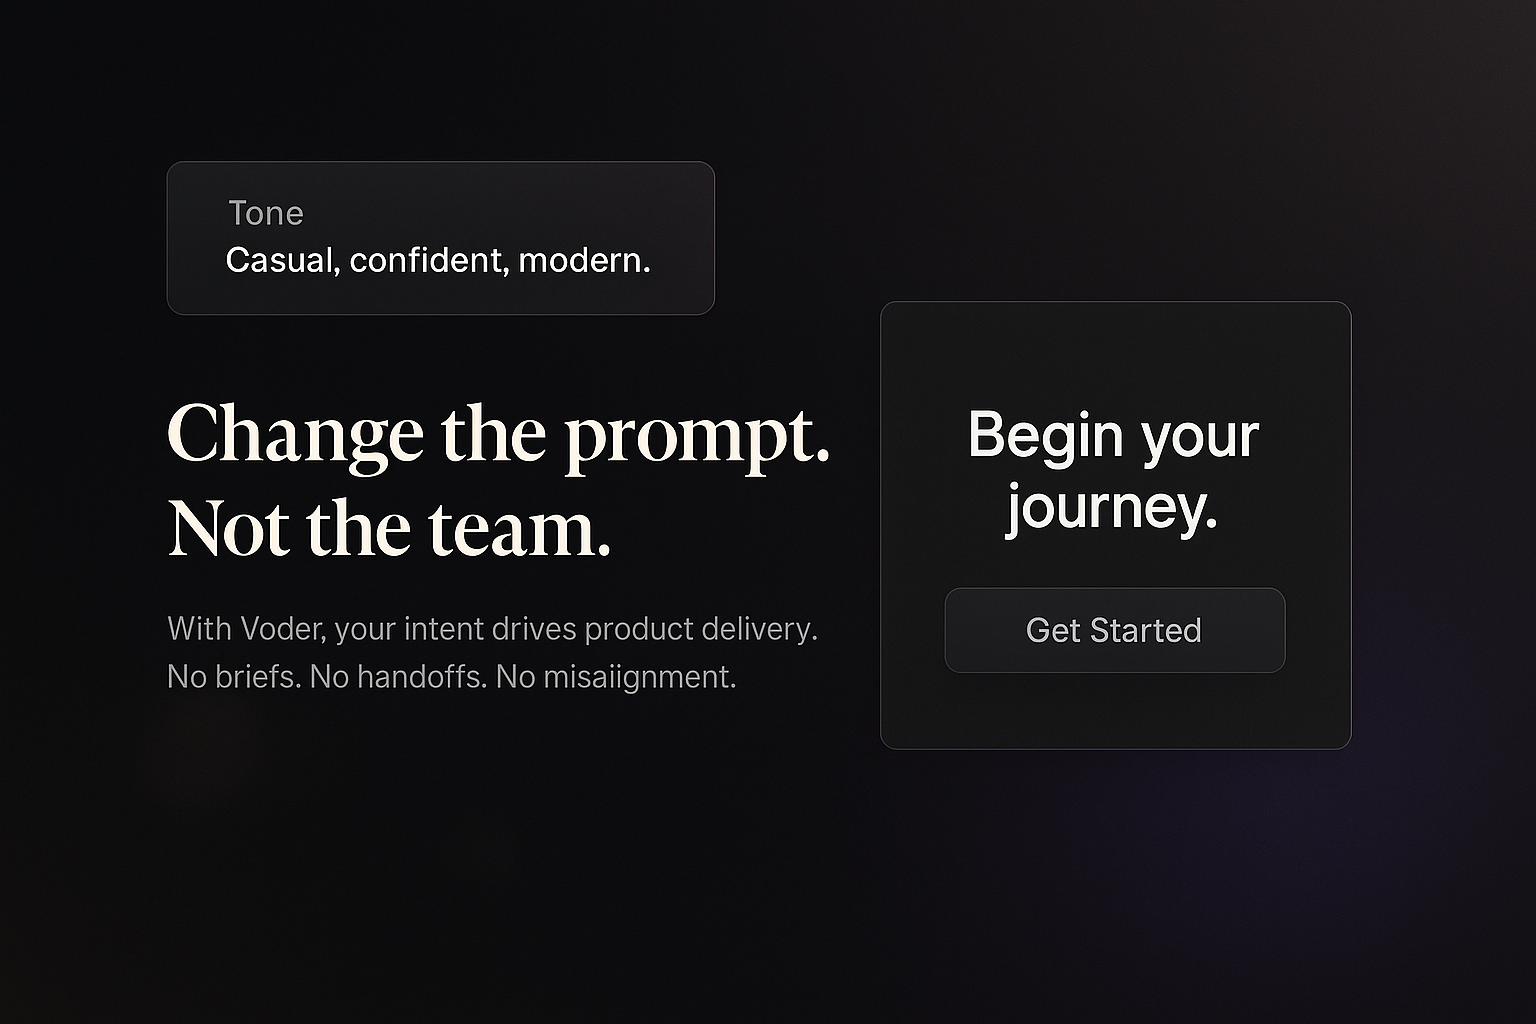 Tone
Casual, confident, modern.
Change the prompt.
Not the team.
With Voder, your intent drives product delivery.
No briefs. No handoffs. No misaiignment.
Begin your
journey.
Get Started